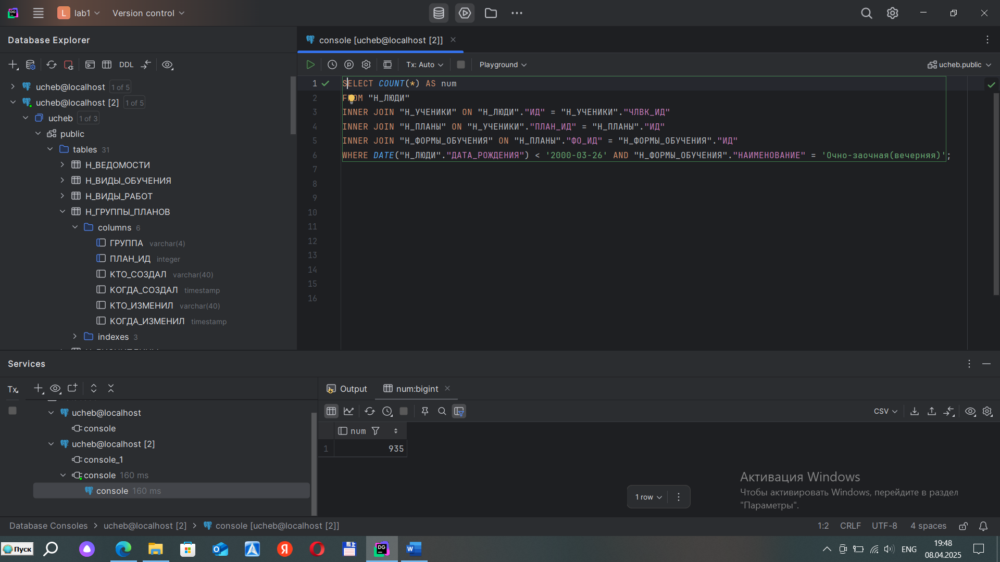 L lab1 Version control
Database Explorer
console [ucheb@localhost [2]]
DDL
Tx: Auto Playground ucheb.public
ucheb@localhost 1 of 5
ucheb@localhost [2] 1 of 5
ucheb 1 of 3
public
tables 31
Н_ВЕДОМОСТИ
Н_ВИДЫ_ОБУЧЕНИЯ
Н_ВИДЫ_РАБОТ
Н_ГРУППЫ_ПЛАНОВ
columns 6
ГРУППА varchar(4)
ПЛАН_ИД integer
КТО_СОЗДАЛ varchar(40)
КОГДА_СОЗДАЛ timestamp
КТО_ИЗМЕНИЛ varchar(40)
КОГДА_ИЗМЕНИЛ timestamp
indexes 3
1 SELECT COUNT(*) AS num
2 FROM "Н_ЛЮДИ"
3 INNER JOIN "Н_УЧЕНИКИ" ON "Н_ЛЮДИ"."ИД" = "Н_УЧЕНИКИ"."ЧЛВК_ИД"
4 INNER JOIN "Н_ПЛАНЫ" ON "Н_УЧЕНИКИ"."ПЛАН_ИД" = "Н_ПЛАНЫ"."ИД"
5 INNER JOIN "Н_ФОРМЫ_ОБУЧЕНИЯ" ON "Н_ПЛАНЫ"."ФО_ИД" = "Н_ФОРМЫ_ОБУЧЕНИЯ"."ИД"
6 WHERE DATE("Н_ЛЮДИ"."ДАТА_РОЖДЕНИЯ") < '2000-03-26' AND "Н_ФОРМЫ_ОБУЧЕНИЯ"."НАИМЕНОВАНИЕ" = 'Очно-заочная(вечерняя)';
7
8
9
10
11
12
13
14
15
16
Services
Tx
ucheb@localhost
console
ucheb@localhost [2]
console_1
console 160 ms
console 160 ms
Output num:bigint
CSV
num
1 935
1 row
Активация Windows
Чтобы активировать Windows, перейдите в раздел
"Параметры".
Database Consoles > ucheb@localhost [2] > console [ucheb@localhost [2]]
1:2 CRLF UTF-8 4 spaces
Пуск
ENG
19:48
08.04.2025